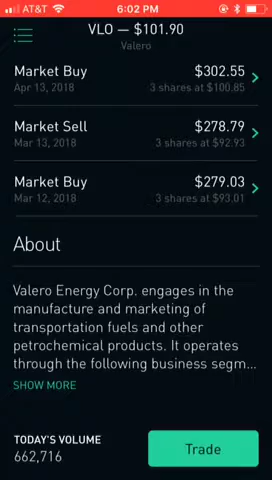 AT&T 6:02 PM
VLO — $101.90
Valero
Market Buy $302.55
Apr 13, 2018 3 shares at $100.85
Market Sell $278.79
Mar 13, 2018 3 shares at $92.93
Market Buy $279.03
Mar 12, 2018 3 shares at $93.01
About
Valero Energy Corp. engages in the
manufacture and marketing of
transportation fuels and other
petrochemical products. It operates
through the following business segm...
SHOW MORE
TODAY'S VOLUME
662,716
Trade